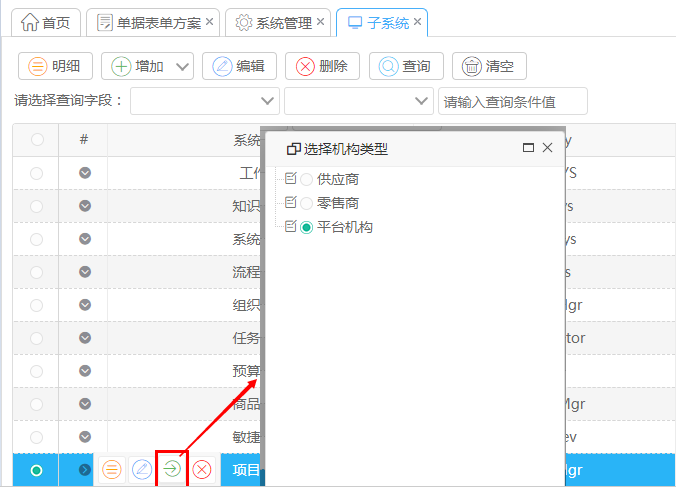 首页 单据表单方案 系统管理 子系统
明细 增加 编辑 删除 查询 清空
请选择查询字段： 请输入查询条件值
# 系统 y
选择机构类型
供应商
零售商
平台机构
工作 /S
知识 s
系统 ys
流程 s
组织 lgr
任务 tor
预算
商品 Mgr
敏捷 ev
项目 lgr